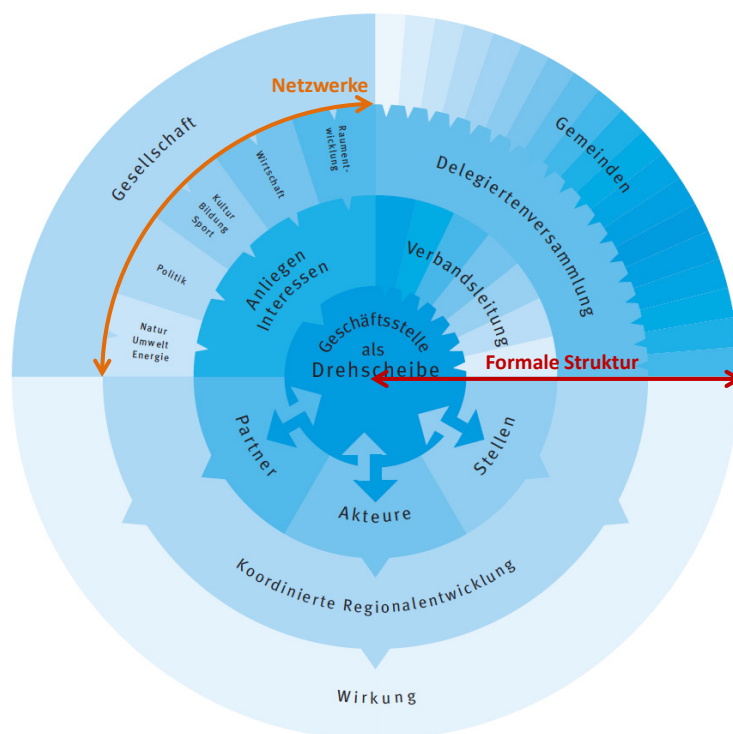 Netzwerke
Gesellschaft
Gemeinden
Raument-
wicklung
Wirtschaft
Kultur
Bildung
Sport
Politik
Natur
Umwelt
Energie
Delegiertenversammlung
Anliegen
Interessen
Verbandsleitung
Geschäftsstelle
als
Drehscheibe
Formale Struktur
Partner
Akteure
Stellen
Koordinierte Regionalentwicklung
Wirkung